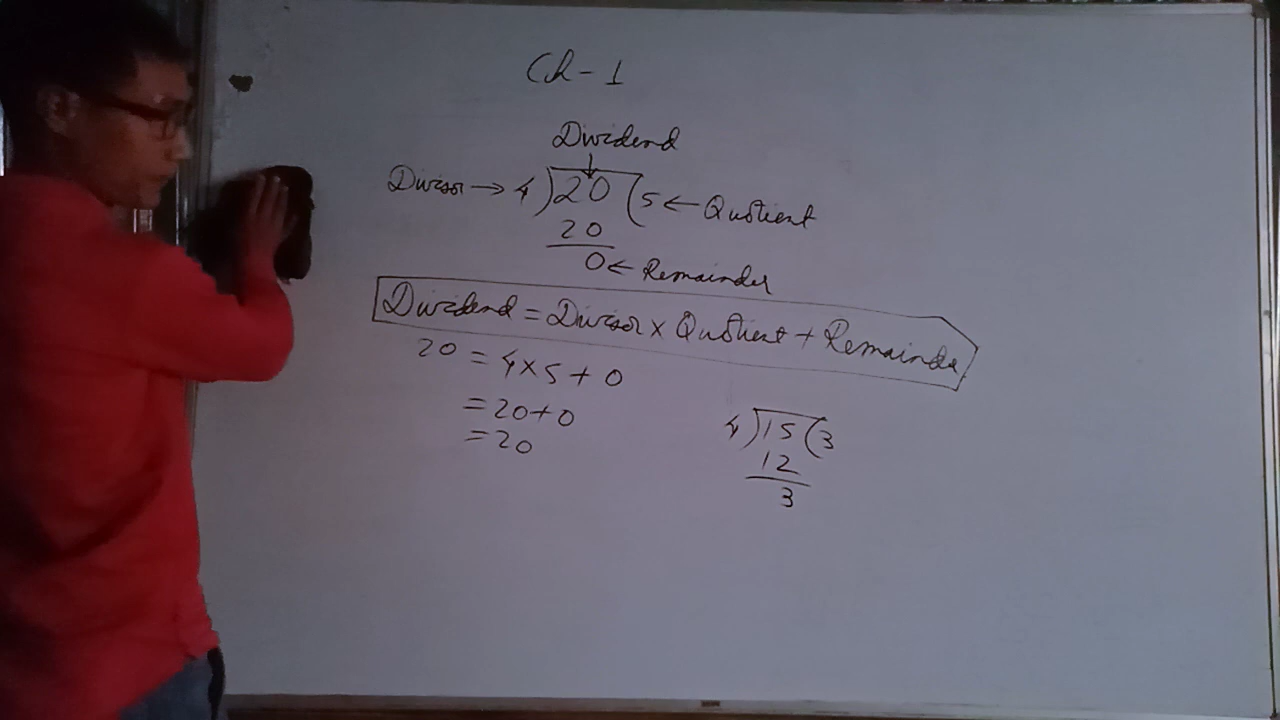 Ch-1
Dividend
Divisor → 4)20(5 ← Quotient
20
0 ← Remainder
Dividend = Divisor × Quotient + Remainder
20 = 4×5+0
= 20+0
= 20
4)15(3
12
3